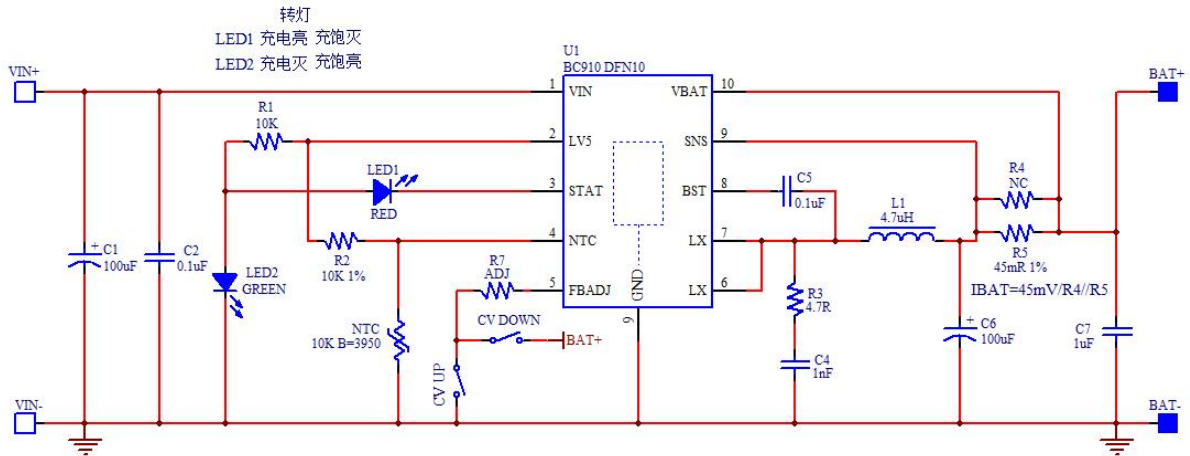 转灯
LED1 充电亮 充饱灭
LED2 充电灭 充饱亮
U1
BC910 DFN10
VIN+
BAT+
1
VIN
VBAT
10
R1
10K
2
LV5
SNS
9
LED1
RED
3
STAT
BST
8
C5
0.1uF
R4
NC
L1
4.7uH
4
NTC
LX
7
R2
10K 1%
R5
45mR 1%
IBAT=45mV/R4//R5
C1
100uF
+
C2
0.1uF
LED2
GREEN
R7
ADJ
5
FBADJ
GND
9
LX
6
R3
4.7R
CV DOWN
BAT+
NTC
10K B=3950
CV UP
C4
1nF
C6
100uF
+
C7
1uF
VIN-
BAT-